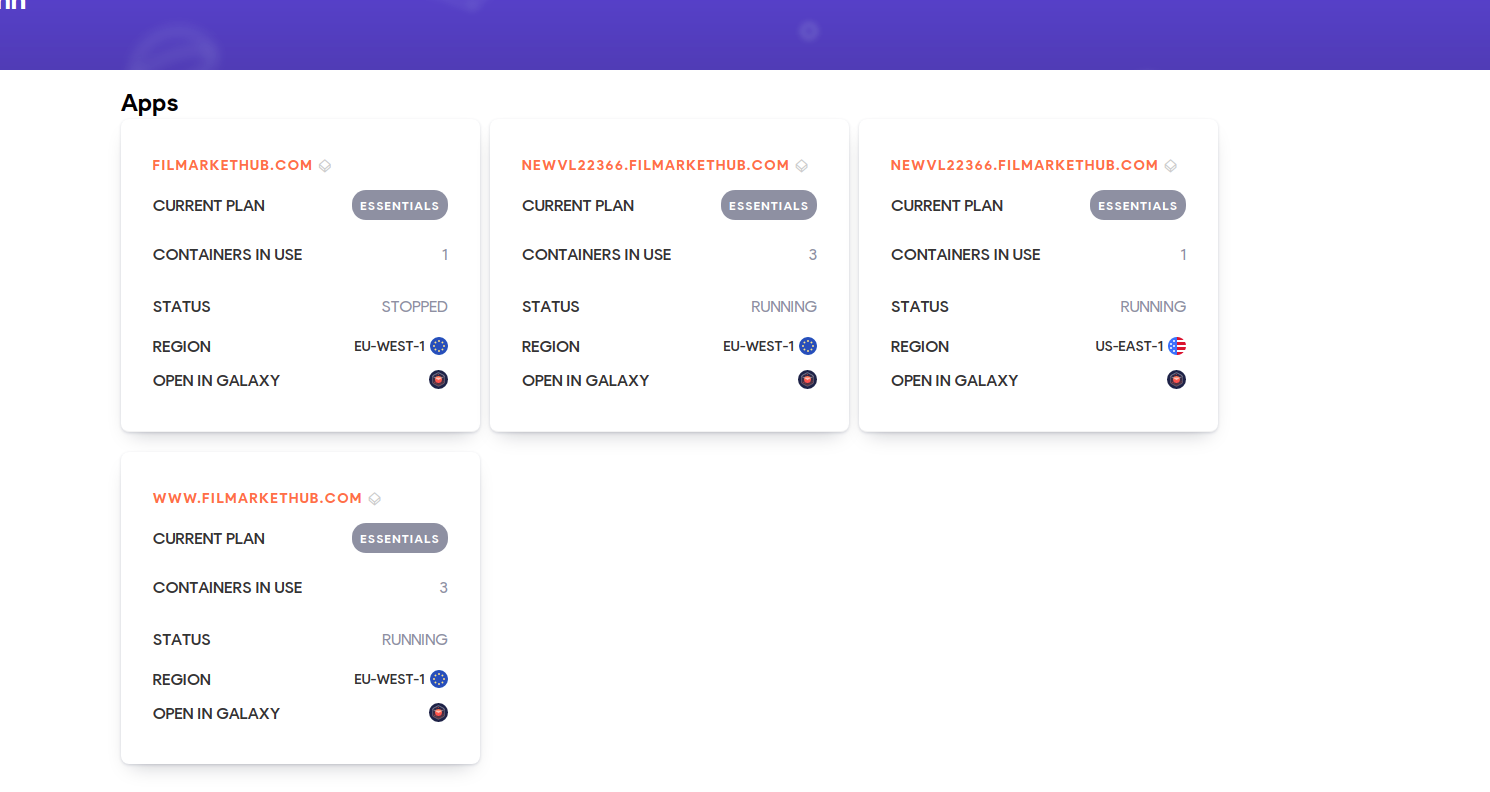 Apps
FILMARKETHUB.COM
CURRENT PLAN ESSENTIALS
CONTAINERS IN USE 1
STATUS STOPPED
REGION EU-WEST-1
OPEN IN GALAXY
NEWVL22366.FILMARKETHUB.COM
CURRENT PLAN ESSENTIALS
CONTAINERS IN USE 3
STATUS RUNNING
REGION EU-WEST-1
OPEN IN GALAXY
NEWVL22366.FILMARKETHUB.COM
CURRENT PLAN ESSENTIALS
CONTAINERS IN USE 1
STATUS RUNNING
REGION US-EAST-1
OPEN IN GALAXY
WWW.FILMARKETHUB.COM
CURRENT PLAN ESSENTIALS
CONTAINERS IN USE 3
STATUS RUNNING
REGION EU-WEST-1
OPEN IN GALAXY